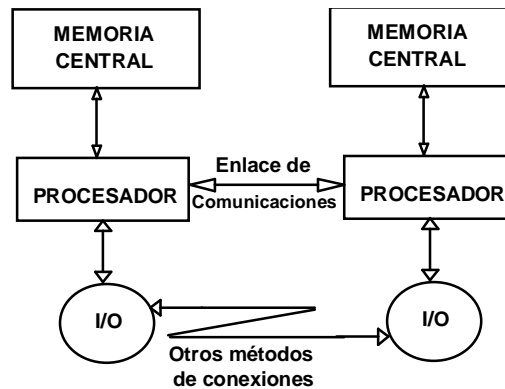 MEMORIA
CENTRAL
MEMORIA
CENTRAL
PROCESADOR
Enlace de
Comunicaciones
PROCESADOR
I/O
I/O
Otros métodos
de conexiones